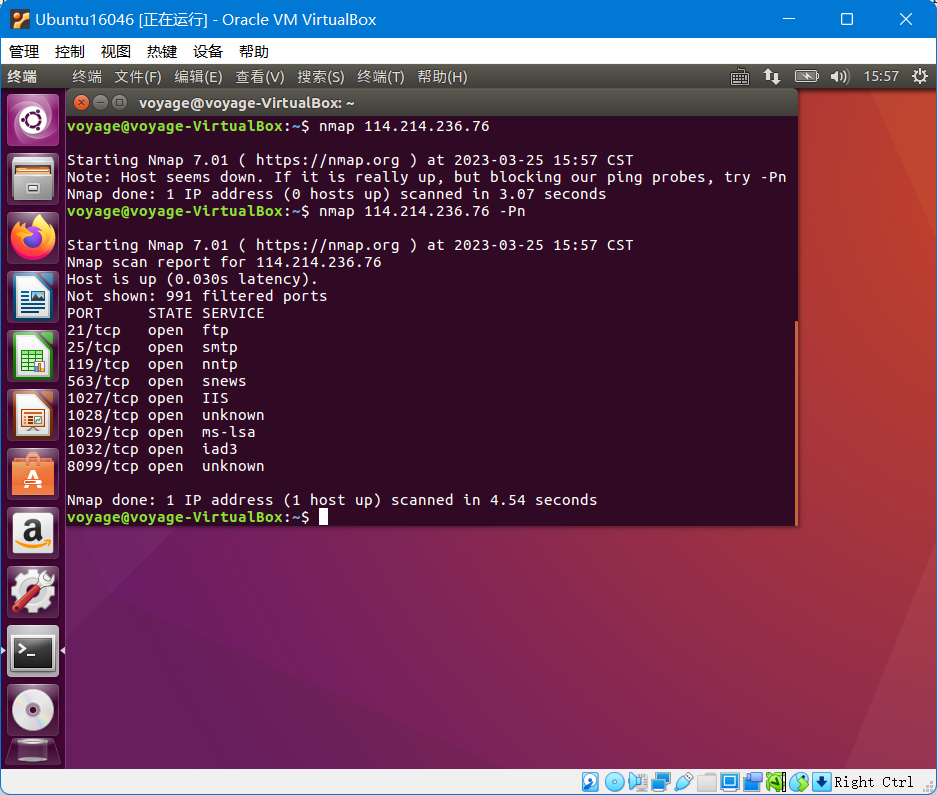 Ubuntu16046 [正在运行] - Oracle VM VirtualBox
管理 控制 视图 热键 设备 帮助
终端 终端 文件(F) 编辑(E) 查看(V) 搜索(S) 终端(T) 帮助(H) 15:57
voyage@voyage-VirtualBox: ~
voyage@voyage-VirtualBox:~$ nmap 114.214.236.76
Starting Nmap 7.01 ( https://nmap.org ) at 2023-03-25 15:57 CST
Note: Host seems down. If it is really up, but blocking our ping probes, try -Pn
Nmap done: 1 IP address (0 hosts up) scanned in 3.07 seconds
voyage@voyage-VirtualBox:~$ nmap 114.214.236.76 -Pn
Starting Nmap 7.01 ( https://nmap.org ) at 2023-03-25 15:57 CST
Nmap scan report for 114.214.236.76
Host is up (0.030s latency).
Not shown: 991 filtered ports
PORT     STATE SERVICE
21/tcp   open  ftp
25/tcp   open  smtp
119/tcp  open  nntp
563/tcp  open  snews
1027/tcp open  IIS
1028/tcp open  unknown
1029/tcp open  ms-lsa
1032/tcp open  iad3
8099/tcp open  unknown
Nmap done: 1 IP address (1 host up) scanned in 4.54 seconds
voyage@voyage-VirtualBox:~$
a
Right Ctrl